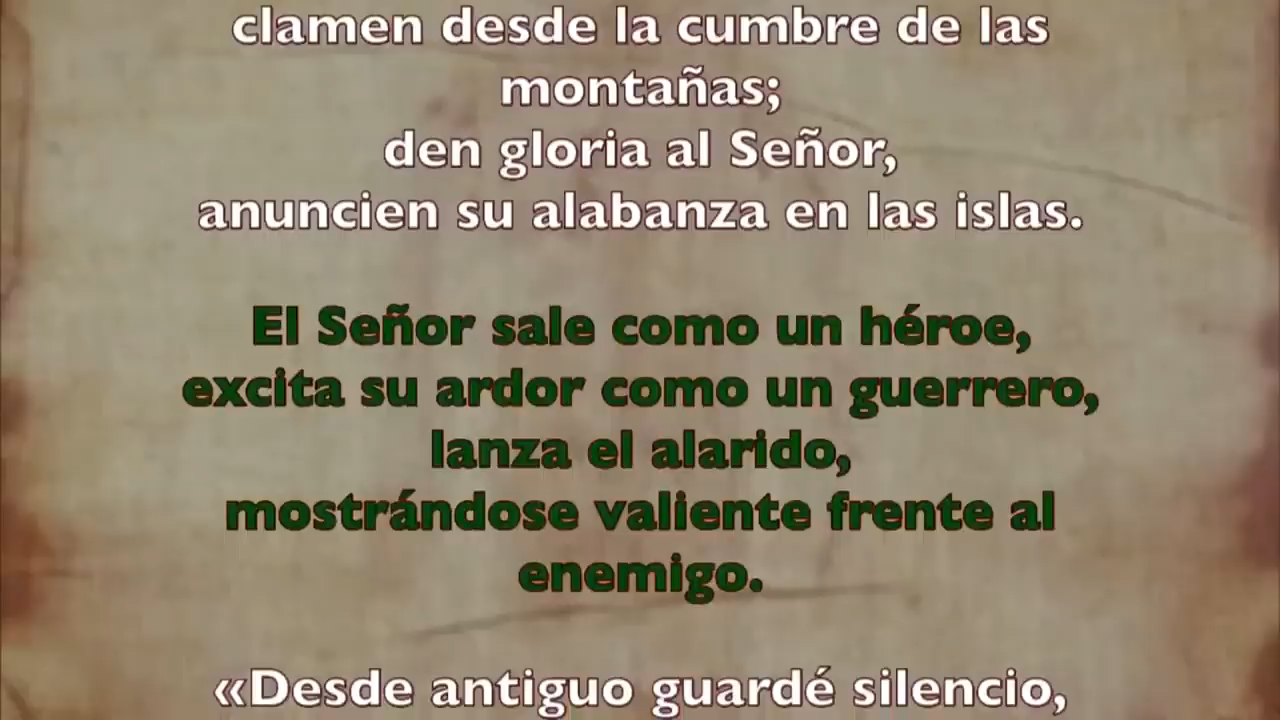 clamen desde la cumbre de las
montañas;
den gloria al Señor,
anuncien su alabanza en las islas.
El Señor sale como un héroe,
excita su ardor como un guerrero,
lanza el alarido,
mostrándose valiente frente al
enemigo.
«Desde antiguo guardé silencio,